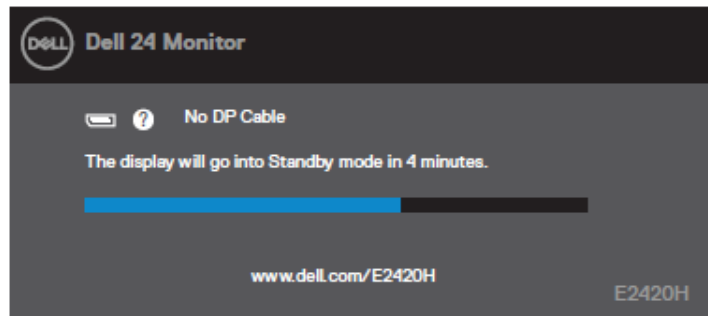 DELL Dell 24 Monitor
? No DP Cable
The display will go into Standby mode in 4 minutes.
www.dell.com/E2420H
E2420H